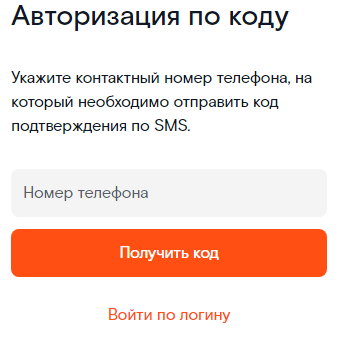 Авторизация по коду
Укажите контактный номер телефона, на
который необходимо отправить код
подтверждения по SMS.
Номер телефона
Получить код
Войти по логину